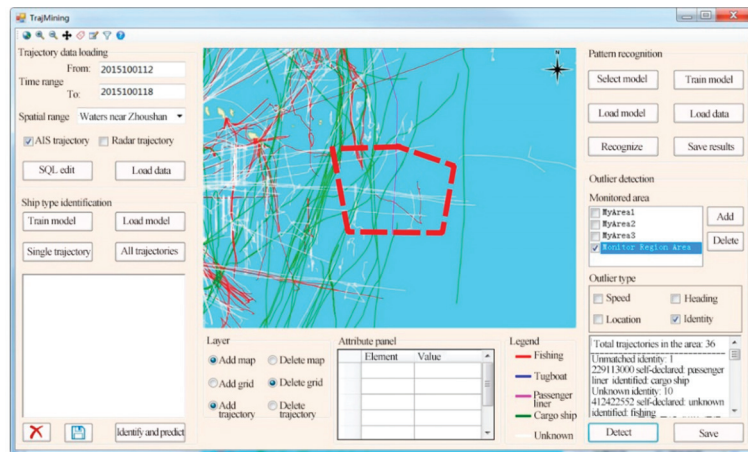 TrajMining
Trajectory data loading
Time range
From: 2015100112
To: 2015100118
Spatial range Waters near Zhoushan
AIS trajectory Radar trajectory
SQL edit Load data
Ship type identification
Train model Load model
Single trajectory All trajectories
Identify and predict
Layer
Add map Delete map
Add grid Delete grid
Add trajectory Delete trajectory
Attribute panel
Element Value
Legend
Fishing
Tugboat
Passenger
liner
Cargo ship
Unknown
Pattern recognition
Select model Train model
Load model Load data
Recognize Save results
Outlier detection
Monitored area
MyArea1
MyArea2
MyArea3
Monitor Region Area
Add
Delete
Outlier type
Speed Heading
Location Identity
Total trajectories in the area: 36
Unmatched identity: 1
229113000 self-declared: passenger
liner identified: cargo ship
Unknown identity: 10
412422552 self-declared: unknown
identified: fishing
Detect Save